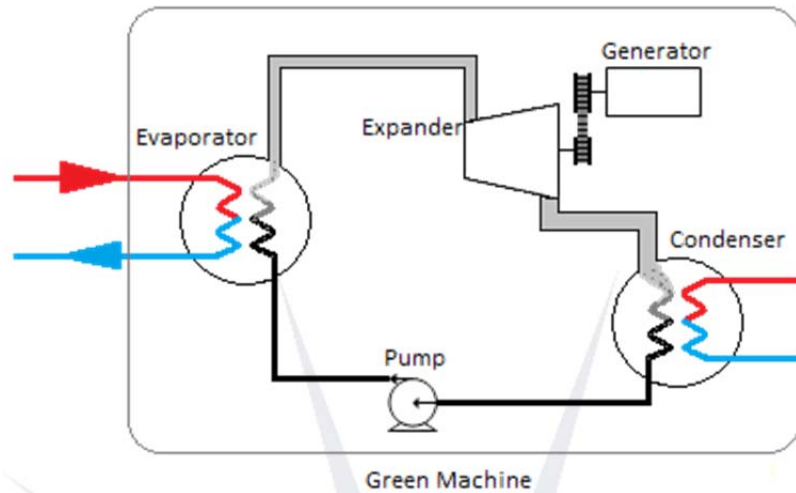 Generator
Expander
Evaporator
Condenser
Pump
Green Machine